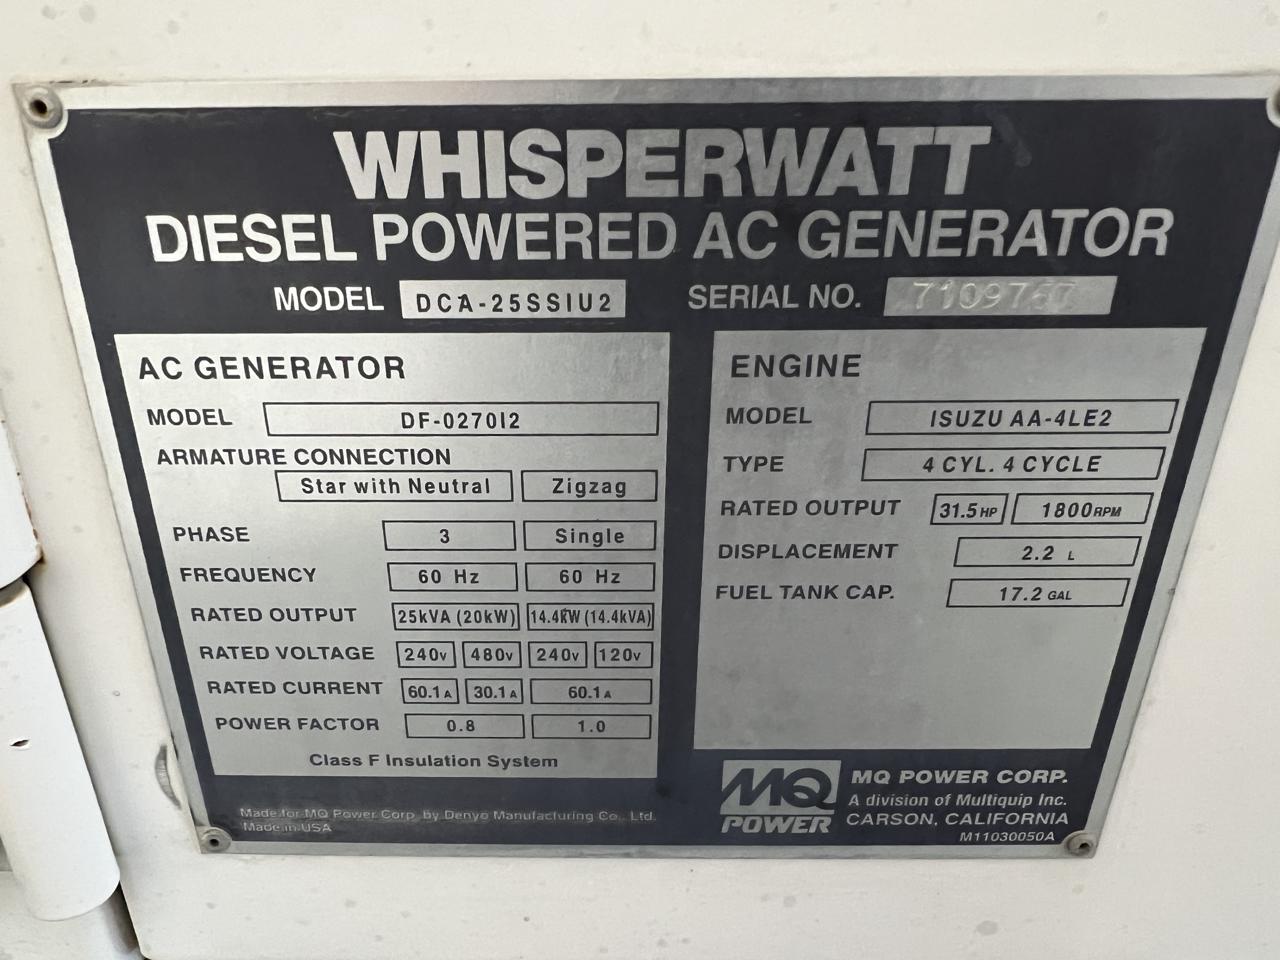 WHISPERWATT
DIESEL POWERED AC GENERATOR
MODEL DCA-25SSIU2 SERIAL NO. 7109767
AC GENERATOR
MODEL DF-0270I2
ARMATURE CONNECTION
Star with Neutral Zigzag
PHASE 3 Single
FREQUENCY 60 Hz 60 Hz
RATED OUTPUT 25kVA (20kW) 14.4KW (14.4kVA)
RATED VOLTAGE 240V 480V 240V 120V
RATED CURRENT 60.1A 30.1A 60.1A
POWER FACTOR 0.8 1.0
Class F Insulation System
ENGINE
MODEL ISUZU AA-4LE2
TYPE 4 CYL. 4 CYCLE
RATED OUTPUT 31.5 HP 1800RPM
DISPLACEMENT 2.2 L
FUEL TANK CAP. 17.2 GAL
Made for MQ Power Corp. by Denyo Manufacturing Co., Ltd.
Made in USA
MQ
POWER
MQ POWER CORP.
A division of Multiquip Inc.
CARSON, CALIFORNIA
M11030050A